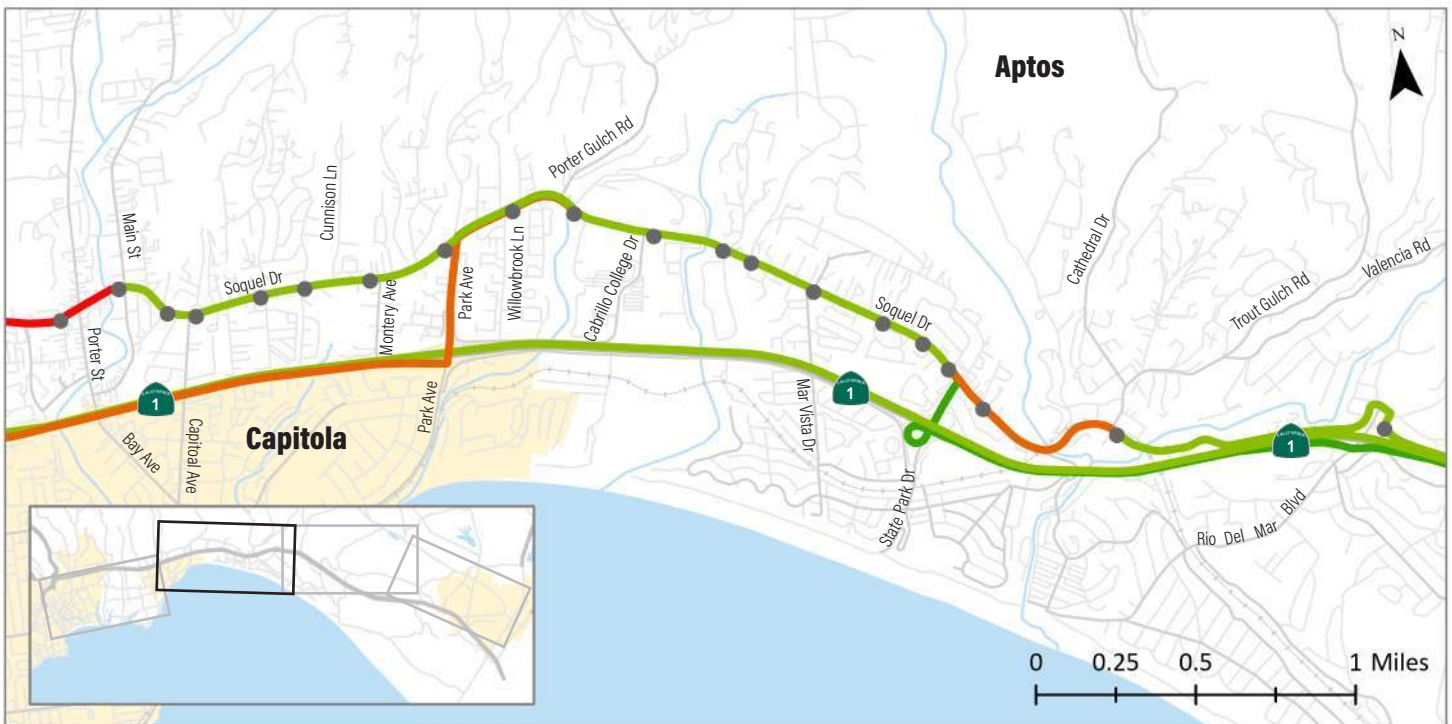 Aptos
N
Porter Gulch Rd
Main St
Cunnison Ln
Soquel Dr
Montery Ave
Park Ave
Willowbrook Ln
Cabrillo College Dr
Cathedral Dr
Valencia Rd
Trout Gulch Rd
Soquel Dr
Porter St
1
Bay Ave
Capitoal Ave
Capitola
Park Ave
Mar Vista Dr
1
State Park Dr
1
Rio Del Mar Blvd
0 0.25 0.5 1 Miles